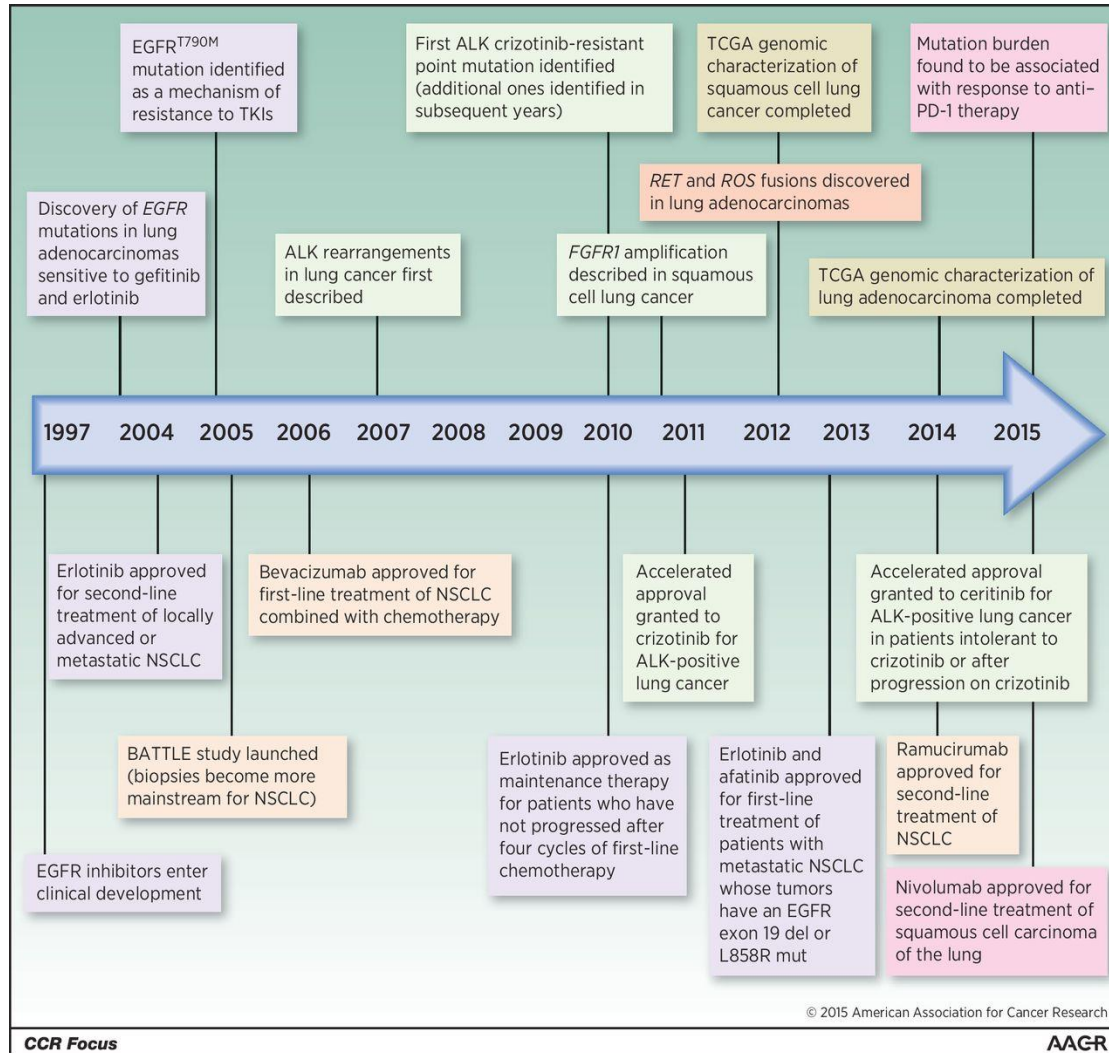 EGFRT790M
mutation identified
as a mechanism of
resistance to TKIs
First ALK crizotinib-resistant
point mutation identified
(additional ones identified in
subsequent years)
TCGA genomic
characterization of
squamous cell lung
cancer completed
Mutation burden
found to be associated
with response to anti–
PD-1 therapy
Discovery of EGFR
mutations in lung
adenocarcinomas
sensitive to gefitinib
and erlotinib
ALK rearrangements
in lung cancer first
described
RET and ROS fusions discovered
in lung adenocarcinomas
FGFR1 amplification
described in squamous
cell lung cancer
TCGA genomic characterization of
lung adenocarcinoma completed
1997 2004 2005 2006 2007 2008 2009 2010 2011 2012 2013 2014 2015
Erlotinib approved
for second-line
treatment of locally
advanced or
metastatic NSCLC
Bevacizumab approved for
first-line treatment of NSCLC
combined with chemotherapy
Accelerated
approval
granted to
crizotinib for
ALK-positive
lung cancer
Accelerated approval
granted to ceritinib for
ALK-positive lung cancer
in patients intolerant to
crizotinib or after
progression on crizotinib
BATTLE study launched
(biopsies become more
mainstream for NSCLC)
Erlotinib approved as
maintenance therapy
for patients who have
not progressed after
four cycles of first-line
chemotherapy
Erlotinib and
afatinib approved
for first-line
treatment of
patients with
metastatic NSCLC
whose tumors
have an EGFR
exon 19 del or
L858R mut
Ramucirumab
approved for
second-line
treatment of
NSCLC
EGFR inhibitors enter
clinical development
Nivolumab approved for
second-line treatment of
squamous cell carcinoma
of the lung
© 2015 American Association for Cancer Research
CCR Focus
AACR